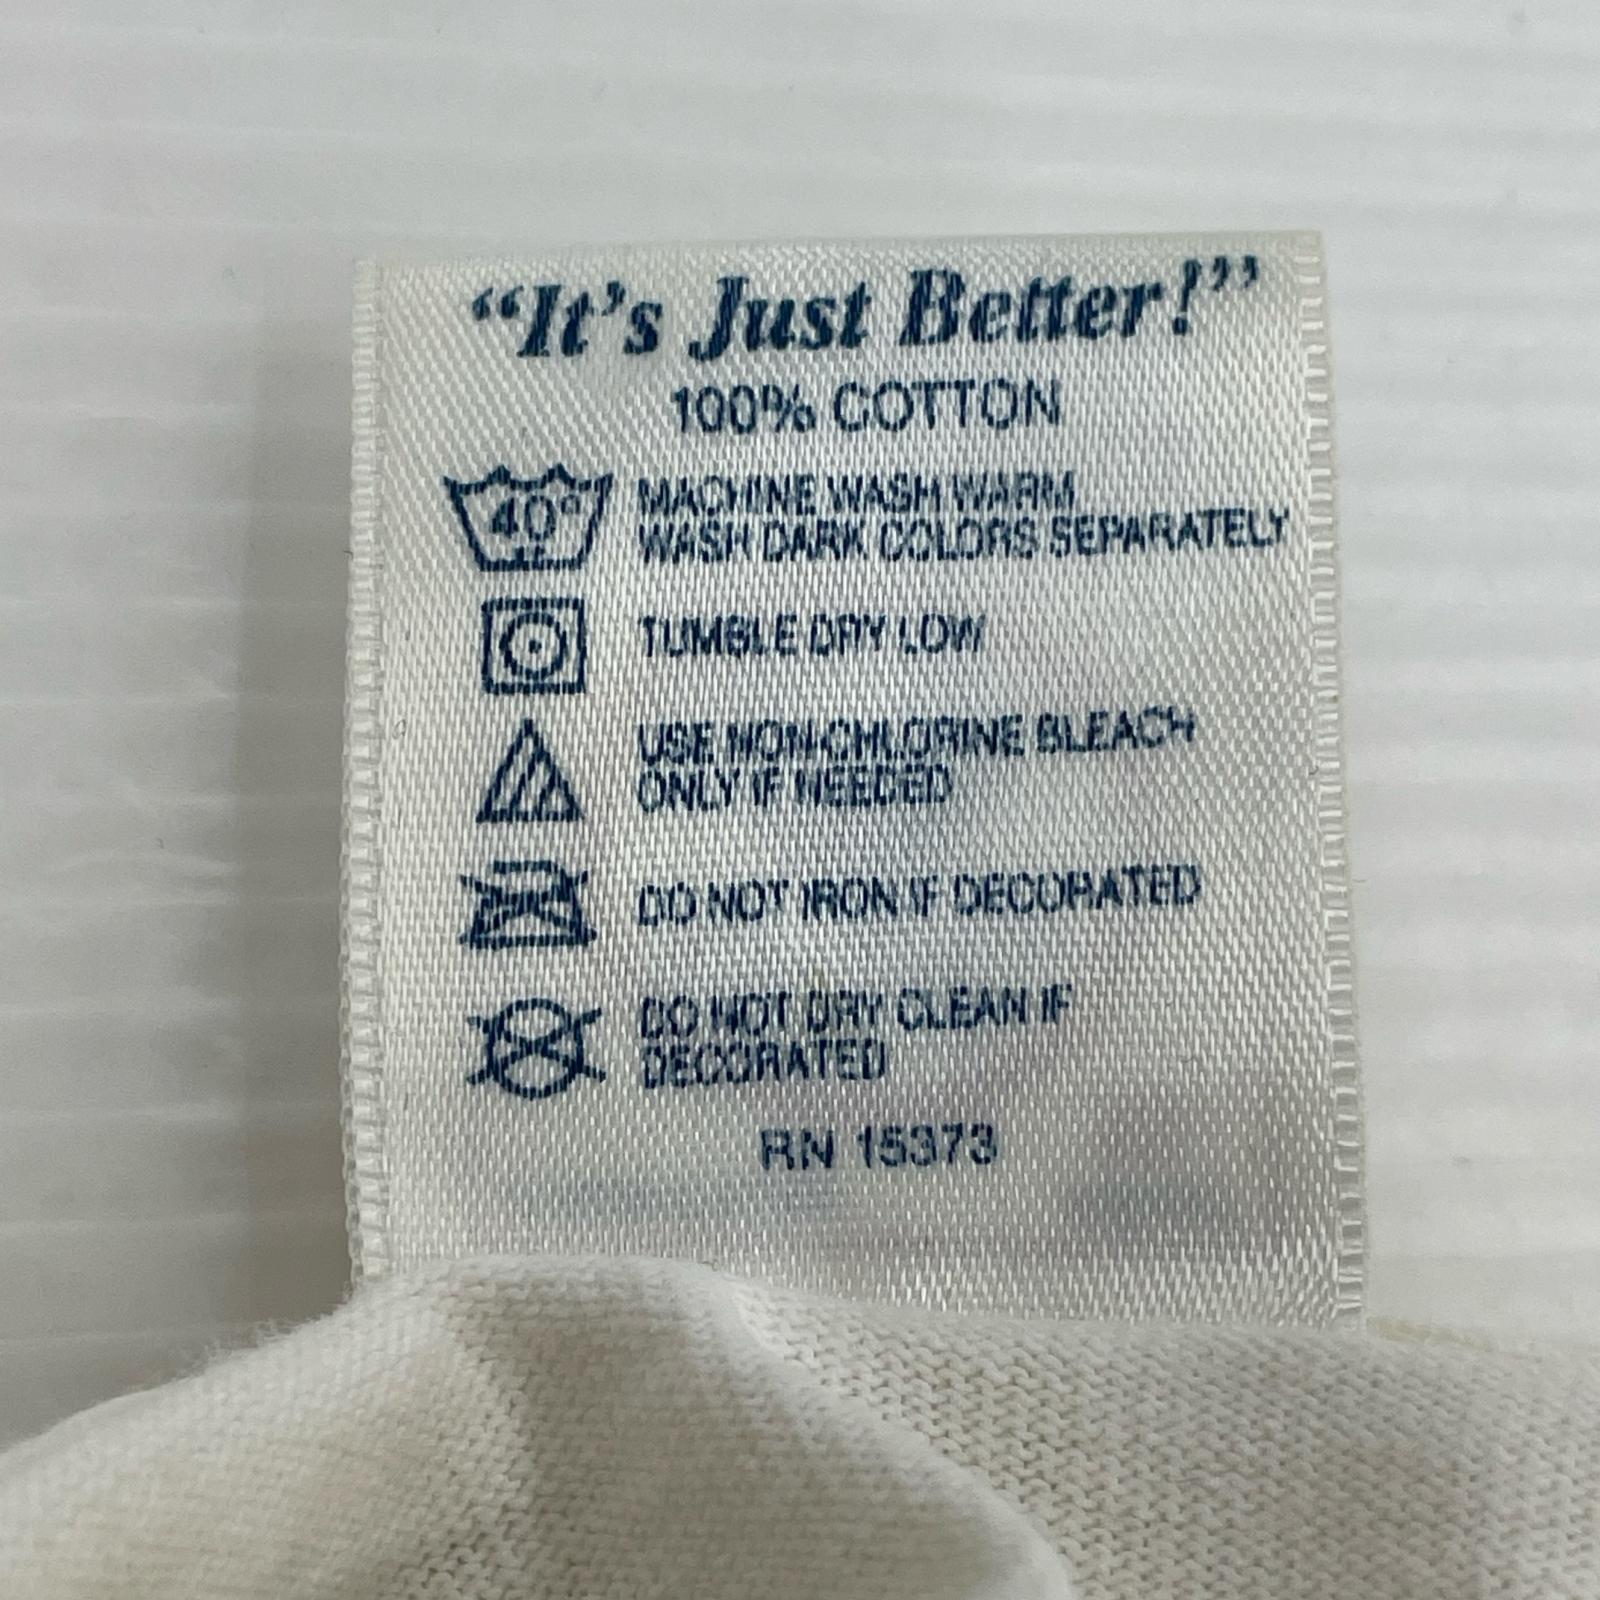 “It’s Just Better!”
100% COTTON
40°
MACHINE WASH WARM
WASH DARK COLORS SEPARATELY
TUMBLE DRY LOW
USE NON-CHLORINE BLEACH
ONLY IF NEEDED
DO NOT IRON IF DECORATED
DO NOT DRY CLEAN IF
DECORATED
RN 15373